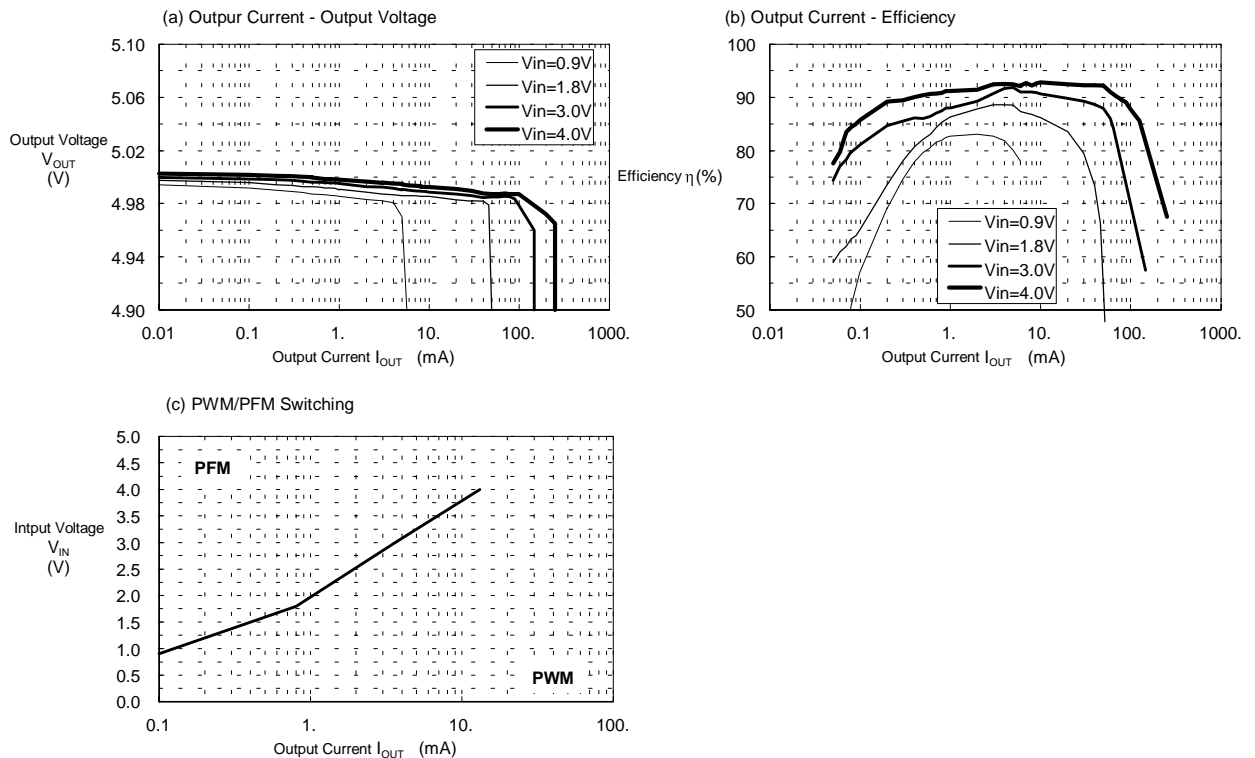 (a) Outpur Current - Output Voltage
5.10
5.06
5.02
4.98
4.94
4.90
Output Voltage
VOUT
(V)
Vin=0.9V
Vin=1.8V
Vin=3.0V
Vin=4.0V
0.01 0.1 1. 10. 100. 1000.
Output Current IOUT (mA)
(b) Output Current - Efficiency
100
90
80
70
60
50
Efficiency η (%)
Vin=0.9V
Vin=1.8V
Vin=3.0V
Vin=4.0V
0.01 0.1 1. 10. 100. 1000.
Output Current IOUT (mA)
(c) PWM/PFM Switching
5.0
4.5
4.0
3.5
3.0
2.5
2.0
1.5
1.0
0.5
0.0
Intput Voltage
VIN
(V)
PFM
PWM
0.1 1. 10. 100.
Output Current IOUT (mA)